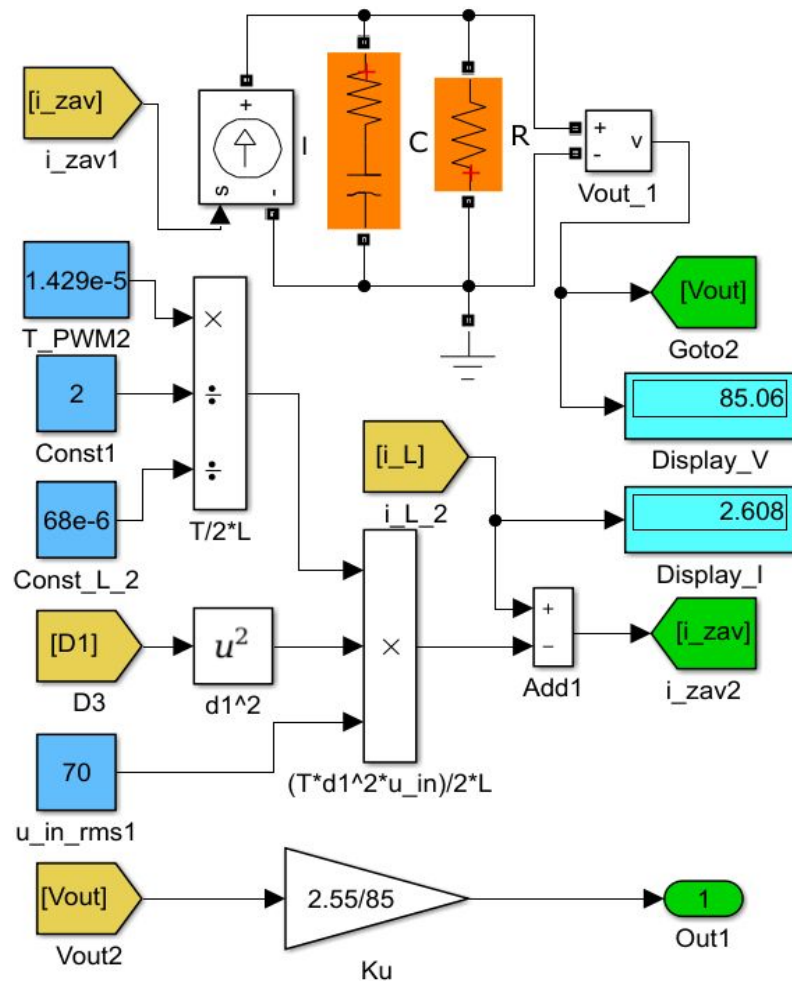 [i_zav]
i_zav1
+
s
-
I
C
R
+
-
v
Vout_1
1.429e-5
T_PWM2
2
Const1
68e-6
Const_L_2
×
÷
÷
T/2*L
[Vout]
Goto2
85.06
Display_V
[i_L]
i_L_2
2.608
Display_I
[D1]
D3
u²
d1^2
×
(T*d1^2*u_in)/2*L
+
−
Add1
[i_zav]
i_zav2
70
u_in_rms1
[Vout]
Vout2
2.55/85
Ku
1
Out1